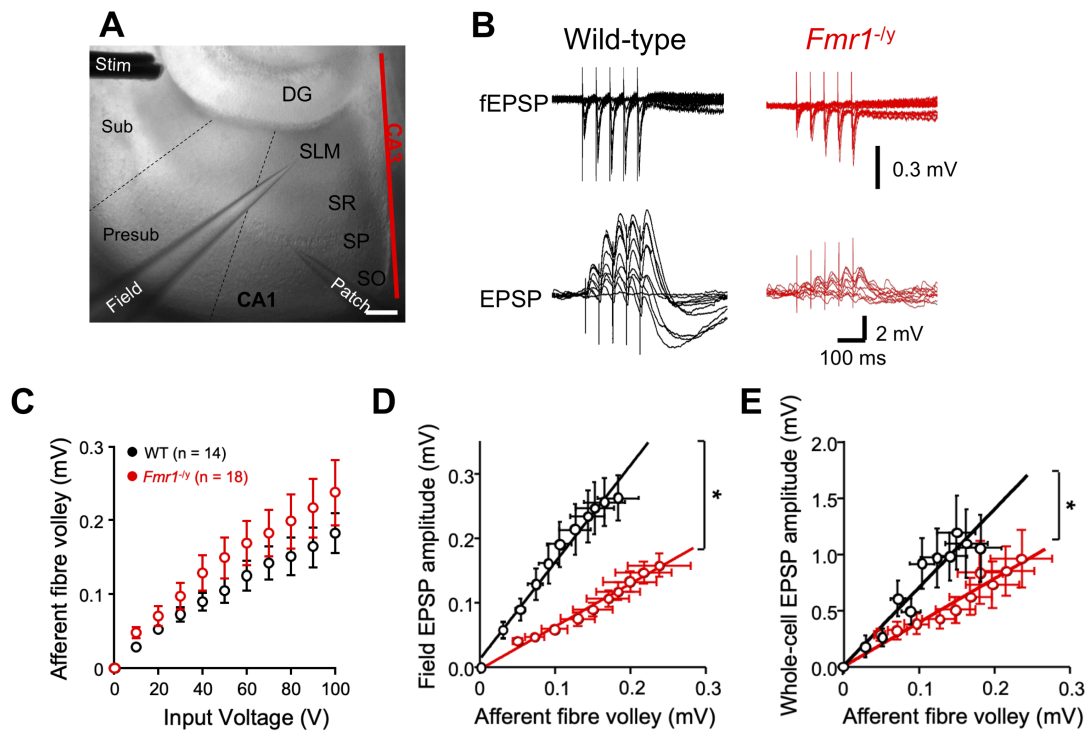 A
Stim
DG
Sub
CA3
SLM
SR
Presub
SP
SO
Field
Patch
CA1
B
Wild-type
Fmr1-/y
fEPSP
0.3 mV
EPSP
2 mV
100 ms
C
Afferent fibre volley (mV)
0.3
0.2
0.1
0
WT (n = 14)
Fmr1-/y (n = 18)
0 20 40 60 80 100
Input Voltage (V)
D
Field EPSP amplitude (mV)
0.3
0.2
0.1
0.0
*
0 0.1 0.2 0.3
Afferent fibre volley (mV)
E
Whole-cell EPSP amplitude (mV)
2.0
1.5
1.0
0.5
0.0
*
0 0.1 0.2 0.3
Afferent fibre volley (mV)